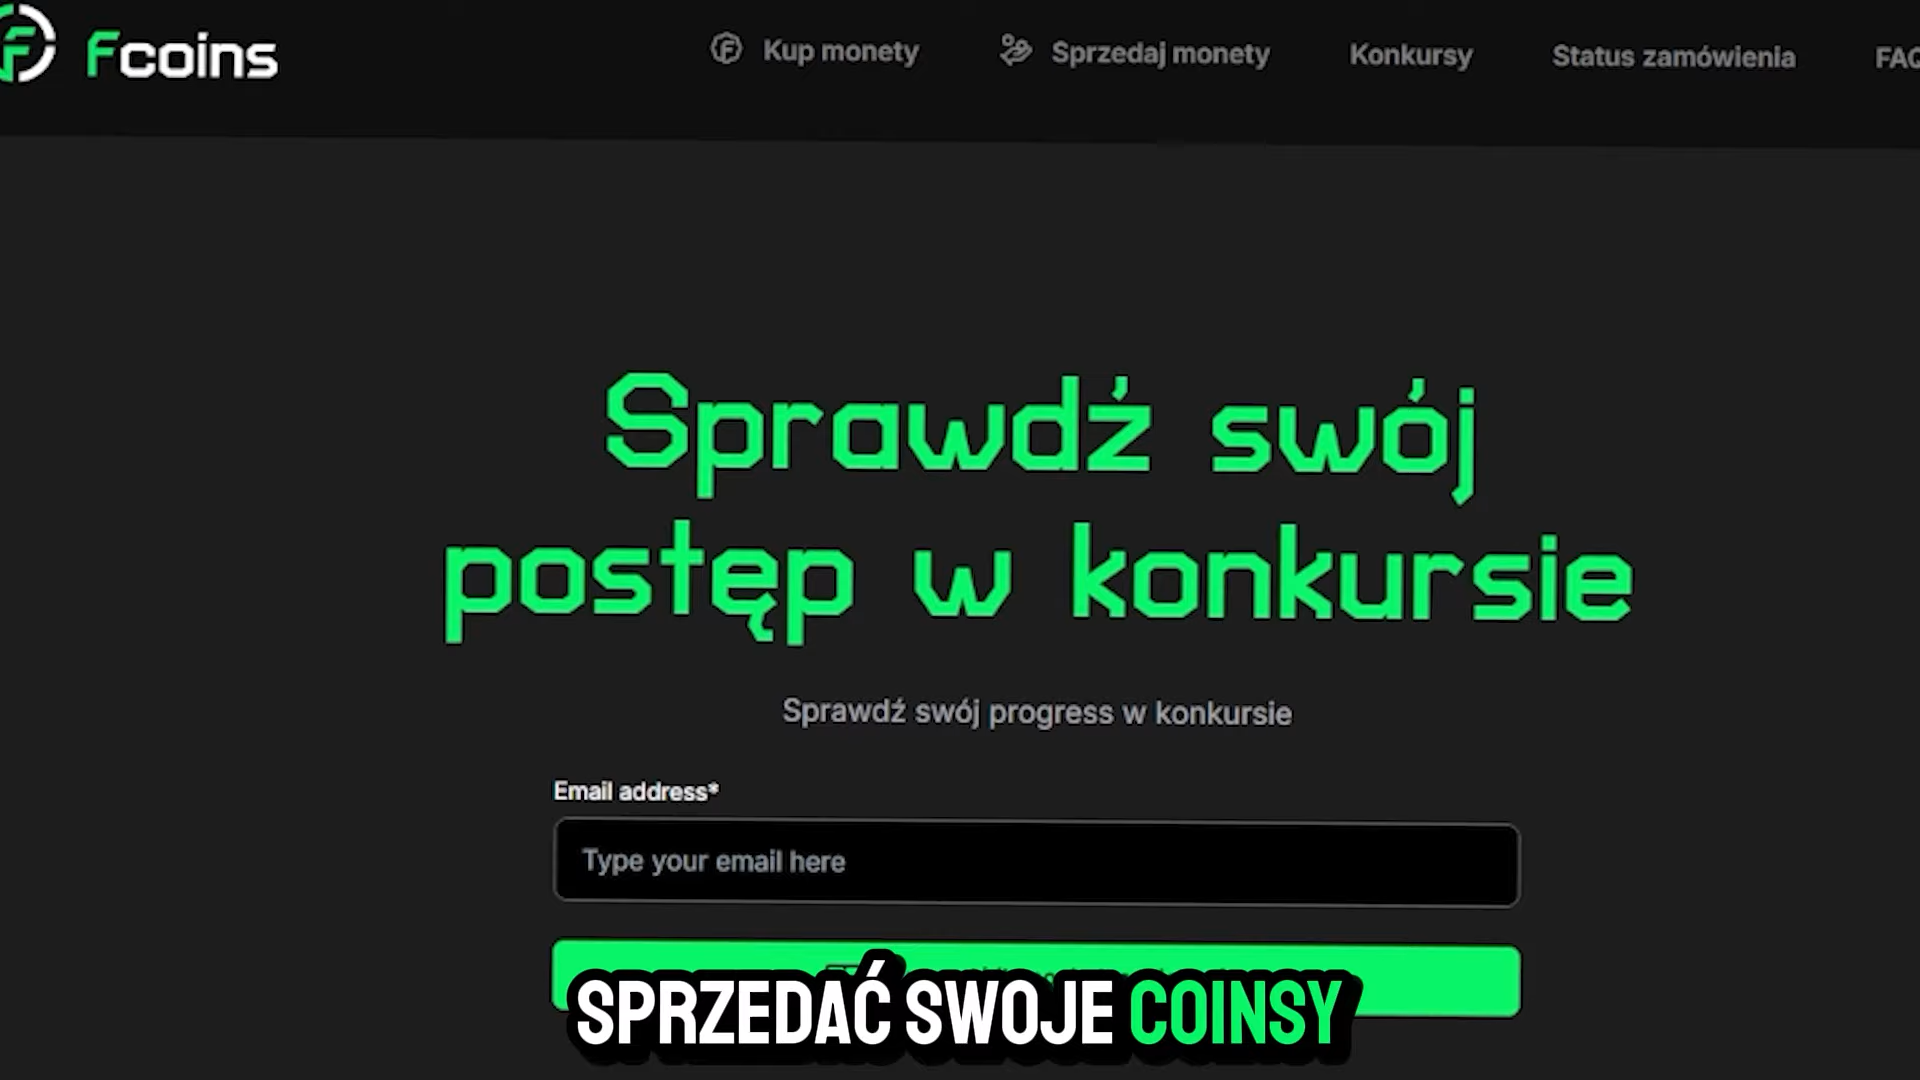 Fcoins
Kup monety
Sprzedaj monety
Konkursy
Status zamówienia
FAQ
Sprawdź swój
postęp w konkursie
Sprawdź swój progress w konkursie
Email address*
Type your email here
SPRZEDAĆ SWOJE COINSY